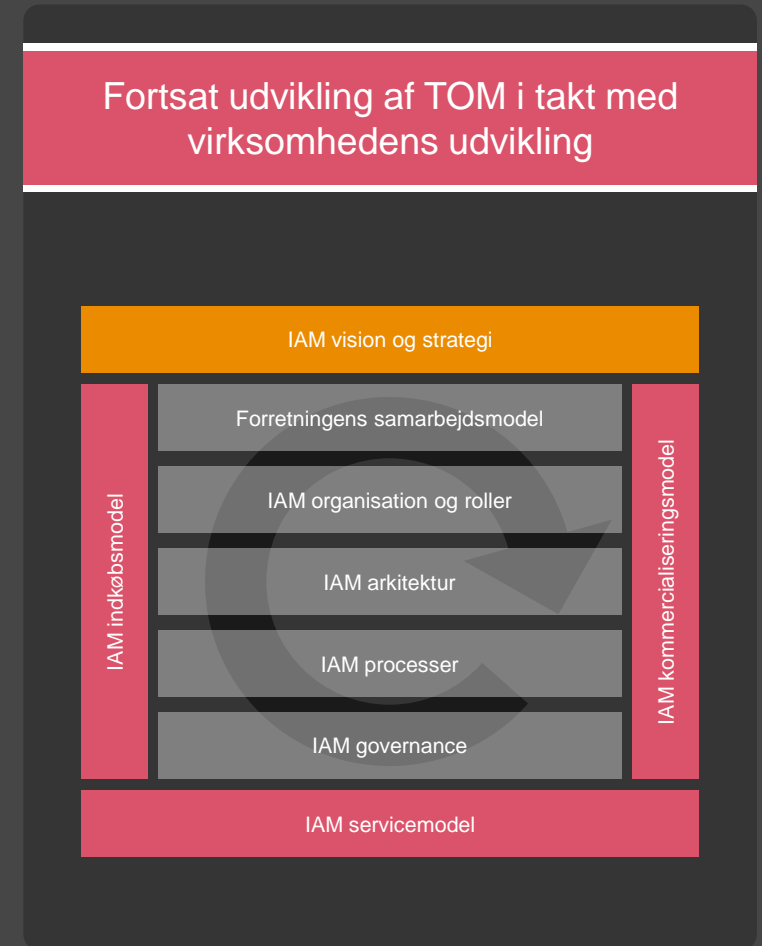 Fortsat udvikling af TOM i takt med
virksomhedens udvikling
IAM vision og strategi
IAM indkøbsmodel
Forretningens samarbejdsmodel
IAM organisation og roller
IAM arkitektur
IAM processer
IAM governance
IAM kommercialiseringsmodel
IAM servicemodel